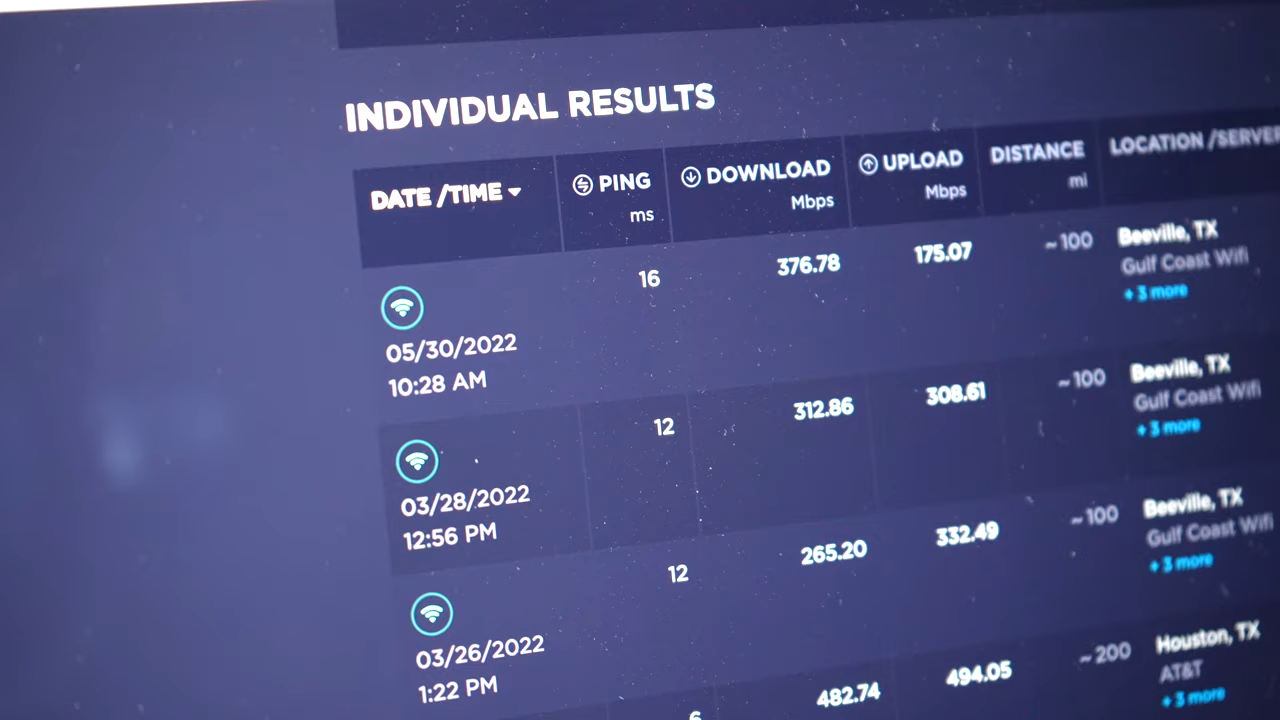 INDIVIDUAL RESULTS
DATE /TIME PING DOWNLOAD UPLOAD DISTANCE LOCATION /SERVER
ms Mbps Mbps mi
16 376.78 175.07 ~ 100 Beeville, TX
Gulf Coast Wifi
+ 3 more
05/30/2022
10:28 AM
12 312.86 308.61 ~ 100 Beeville, TX
Gulf Coast Wifi
+ 3 more
03/28/2022
12:56 PM
12 265.20 332.49 ~ 100 Beeville, TX
Gulf Coast Wifi
+ 3 more
03/26/2022
1:22 PM
6 482.74 494.05 ~ 200 Houston, TX
AT&T
+ 3 more